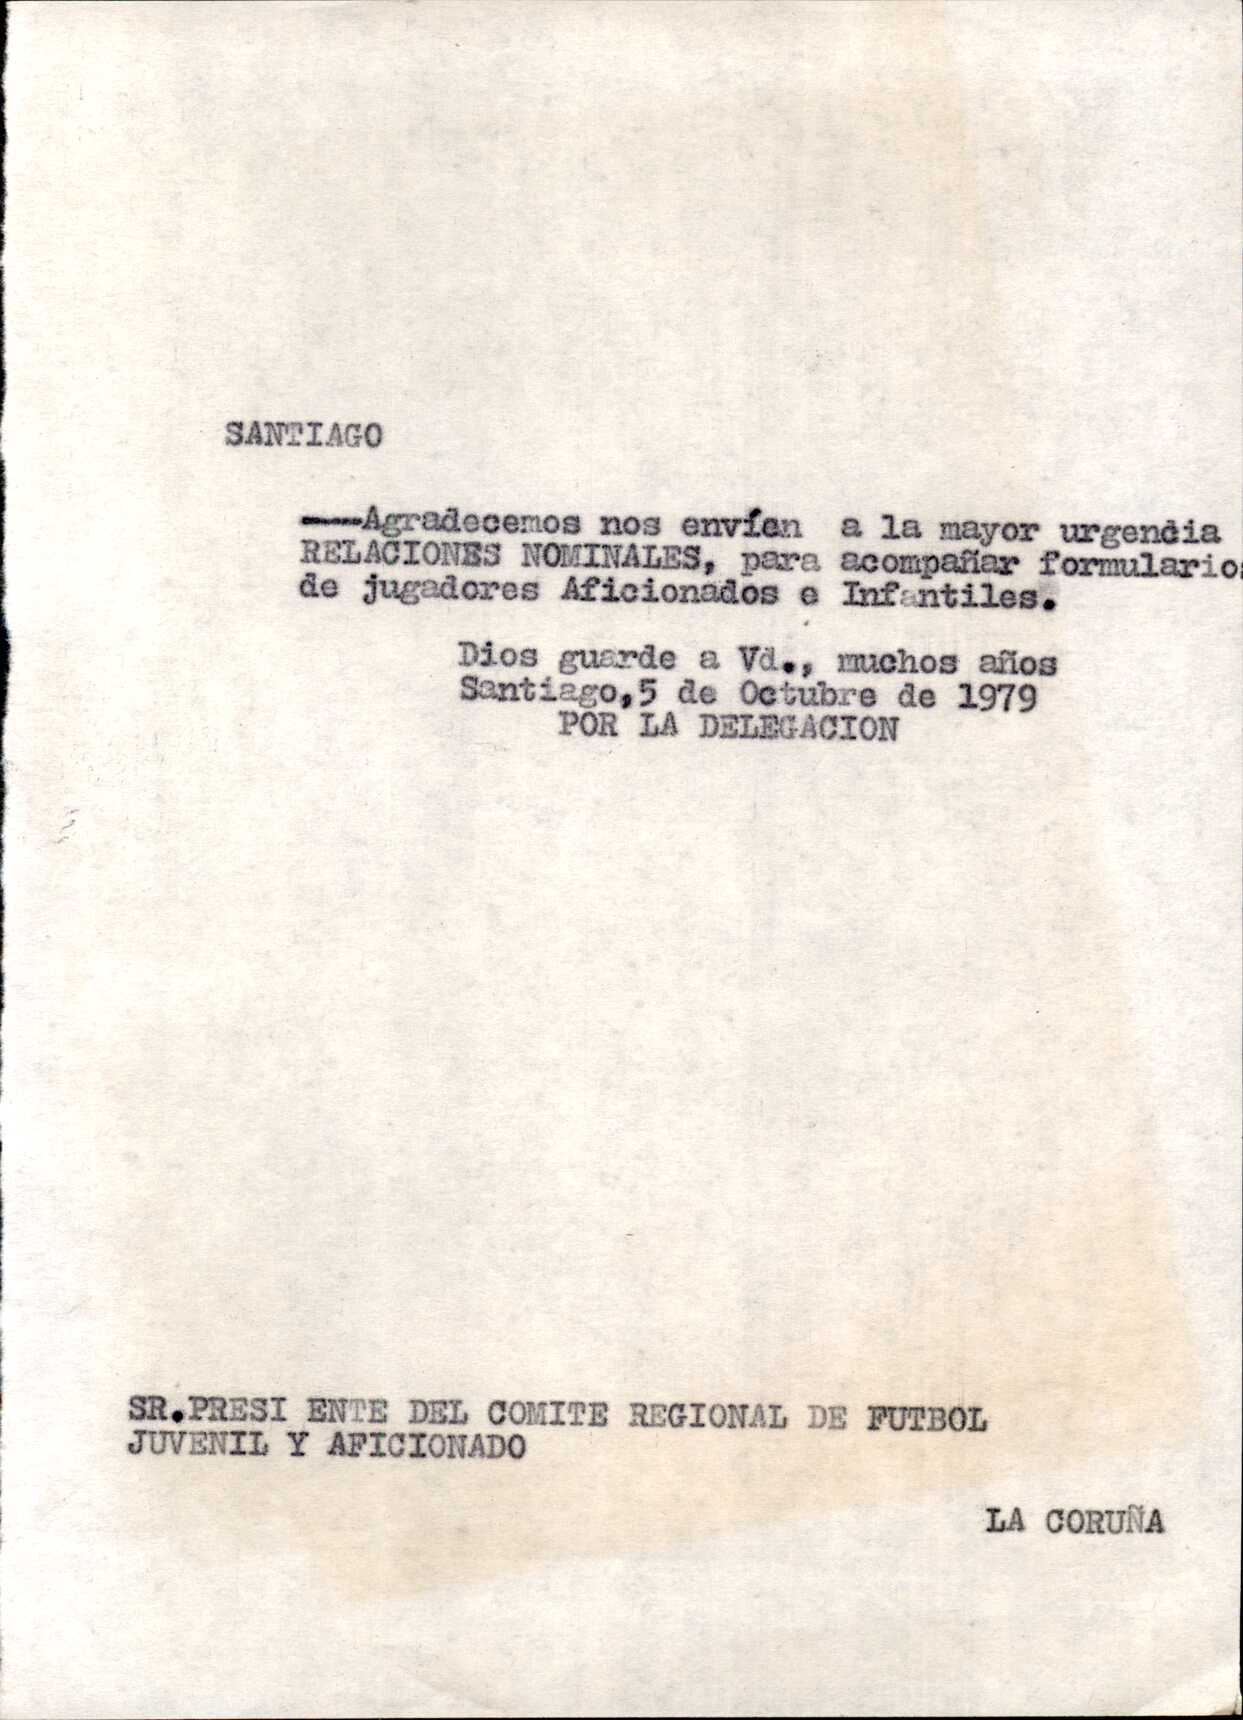 SANTIAGO
----Agradecemos nos envíen a la mayor urgencia
RELACIONES NOMINALES, para acompañar formularios
de jugadores Aficionados e Infantiles.
Dios guarde a Vd., muchos años
Santiago,5 de Octubre de 1979
POR LA DELEGACION
SR.PRESI ENTE DEL COMITE REGIONAL DE FUTBOL
JUVENIL Y AFICIONADO
LA CORUÑA